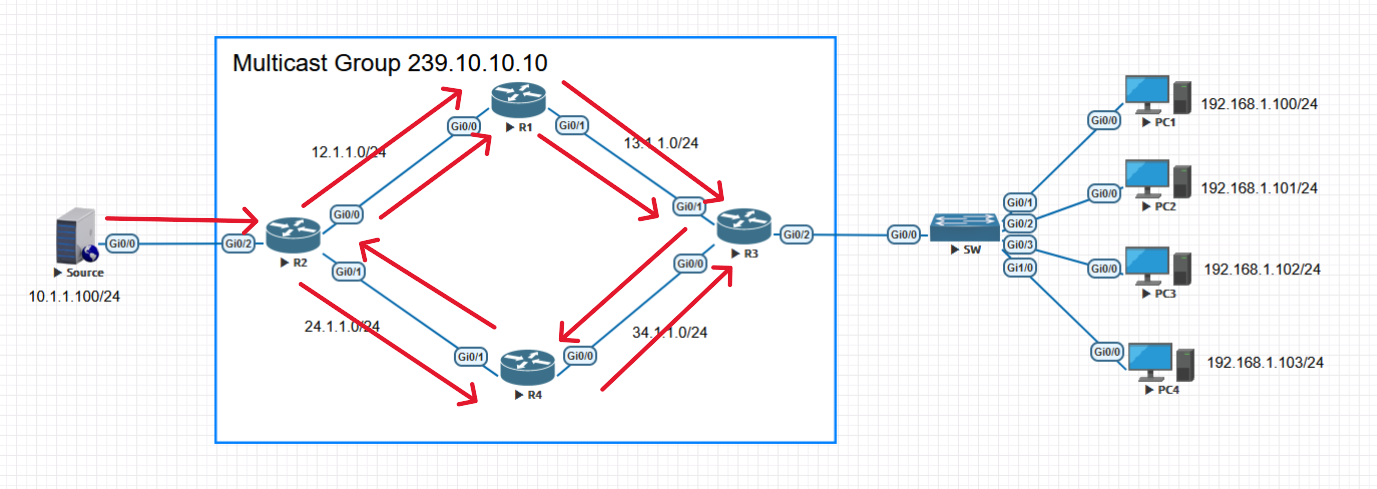 Multicast Group 239.10.10.10
▶ R1
Gi0/0
Gi0/1
12.1.1.0/24
13.1.1.0/24
▶ Source
10.1.1.100/24
Gi0/0
Gi0/2
▶ R2
Gi0/0
Gi0/1
24.1.1.0/24
Gi0/1
Gi0/0
▶ R4
34.1.1.0/24
Gi0/1
Gi0/0
▶ R3
Gi0/2
Gi0/0
▶ SW
Gi0/1
Gi0/2
Gi0/3
Gi1/0
Gi0/0
▶ PC1
192.168.1.100/24
Gi0/0
▶ PC2
192.168.1.101/24
Gi0/0
▶ PC3
192.168.1.102/24
Gi0/0
▶ PC4
192.168.1.103/24